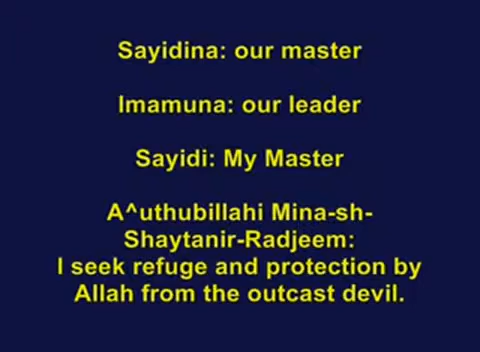 Sayidina: our master
Imamuna: our leader
Sayidi: My Master
A^uthubillahi Mina-sh-
Shaytanir-Radjeem:
I seek refuge and protection by
Allah from the outcast devil.